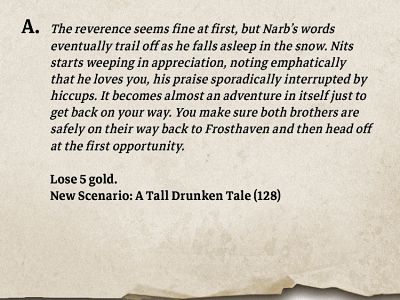 A. The reverence seems fine at first, but Narb's words
eventually trail off as he falls asleep in the snow. Nits
starts weeping in appreciation, noting emphatically
that he loves you, his praise sporadically interrupted by
hiccups. It becomes almost an adventure in itself just to
get back on your way. You make sure both brothers are
safely on their way back to Frosthaven and then head off
at the first opportunity.
Lose 5 gold.
New Scenario: A Tall Drunken Tale (128)